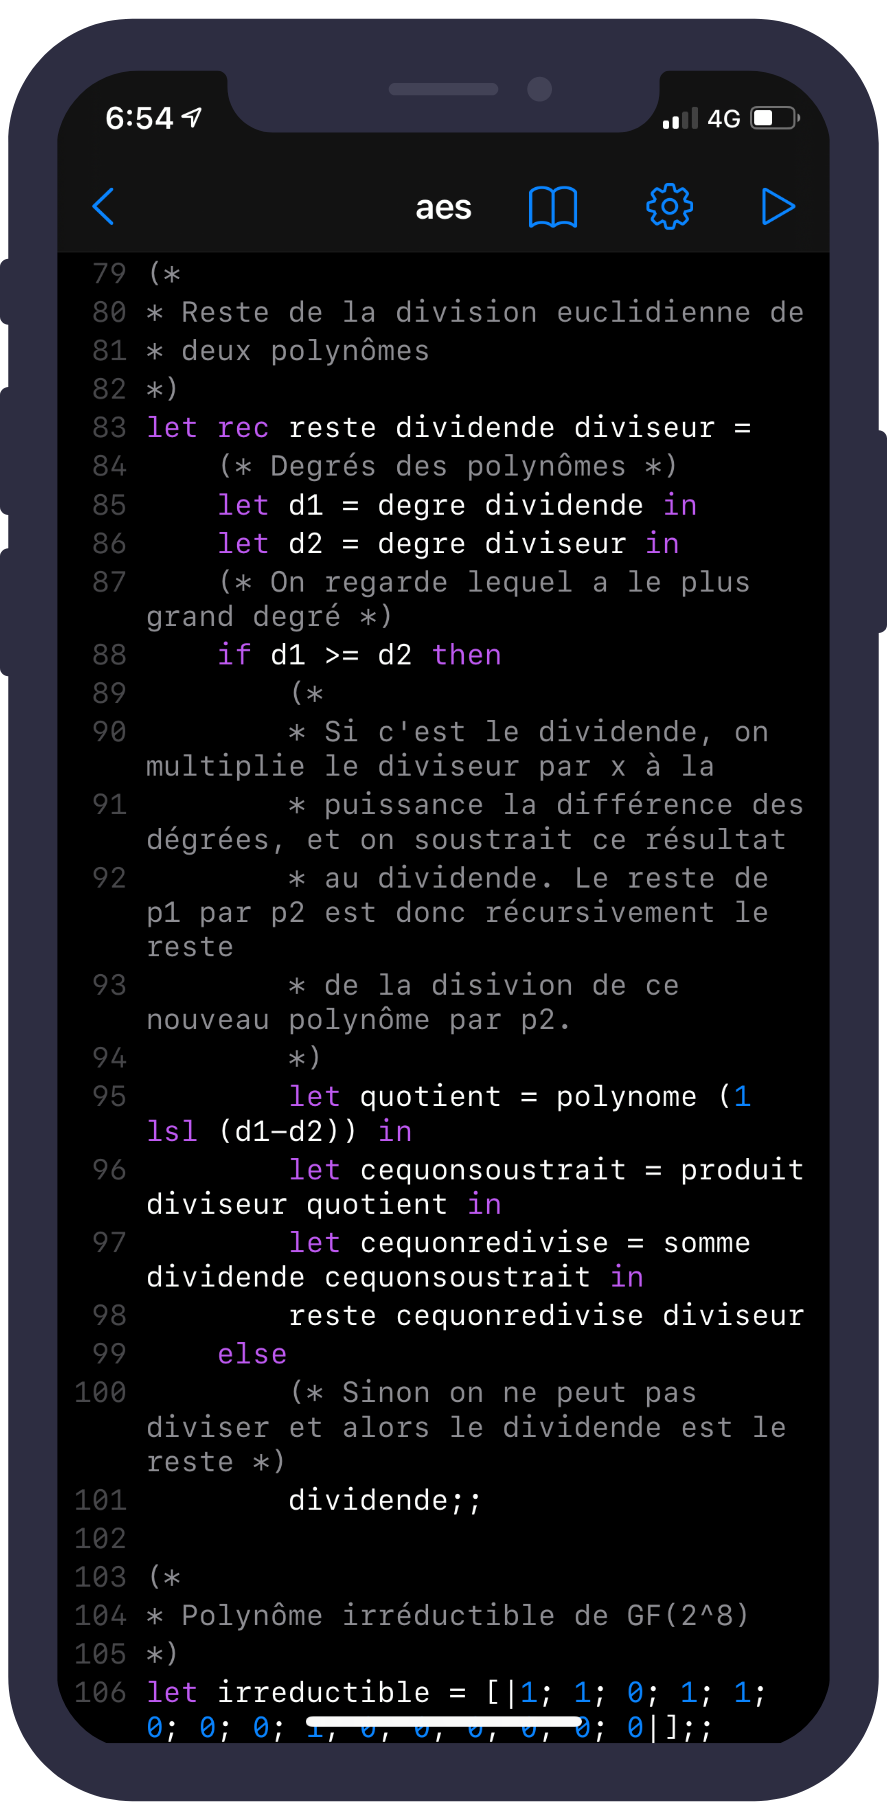 6:54 4G
aes
79 (*
80 * Reste de la division euclidienne de
81 * deux polynômes
82 *)
83 let rec reste dividende diviseur =
84 (* Degrés des polynômes *)
85 let d1 = degre dividende in
86 let d2 = degre diviseur in
87 (* On regarde lequel a le plus
grand degré *)
88 if d1 >= d2 then
89 (*
90 * Si c'est le dividende, on
multiplie le diviseur par x à la
91 * puissance la différence des
dégrées, et on soustrait ce résultat
92 * au dividende. Le reste de
p1 par p2 est donc récursivement le
reste
93 * de la disivion de ce
nouveau polynôme par p2.
94 *)
95 let quotient = polynome (1
lsl (d1-d2)) in
96 let cequonsoustrait = produit
diviseur quotient in
97 let cequonredivise = somme
dividende cequonsoustrait in
98 reste cequonredivise diviseur
99 else
100 (* Sinon on ne peut pas
diviser et alors le dividende est le
reste *)
101 dividende;;
102
103 (*
104 * Polynôme irréductible de GF(2^8)
105 *)
106 let irreductible = [|1; 1; 0; 1; 1;
0; 0; 0; 1; 0; 0; 0; 0; 0; 0|];;